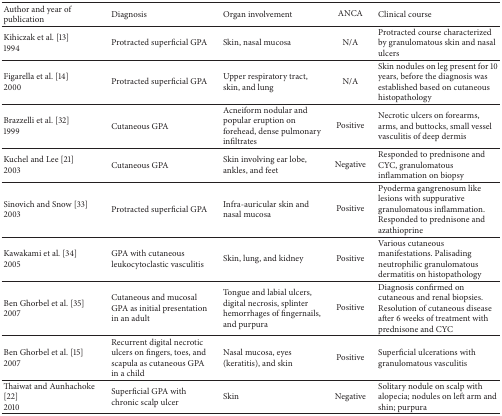 Author and year of publication | Diagnosis | Organ involvement | ANCA | Clinical course
Kihiczak et al. [13] 1994 | Protracted superficial GPA | Skin, nasal mucosa | N/A | Protracted course characterized by granulomatous skin and nasal ulcers
Figarella et al. [14] 2000 | Protracted superficial GPA | Upper respiratory tract, skin, and lung | N/A | Skin nodules on leg present for 10 years, before the diagnosis was established based on cutaneous histopathology
Brazzelli et al. [32] 1999 | Cutaneous GPA | Acneiform nodular and popular eruption on forehead, dense pulmonary infiltrates | Positive | Necrotic ulcers on forearms, arms, and buttocks, small vessel vasculitis of deep dermis
Kuchel and Lee [21] 2003 | Cutaneous GPA | Skin involving ear lobe, ankles, and feet | Negative | Responded to prednisone and CYC, granulomatous inflammation on biopsy
Sinovich and Snow [33] 2003 | Protracted superficial GPA | Infra-auricular skin and nasal mucosa | Positive | Pyoderma gangrenosum like lesions with suppurative granulomatous inflammation. Responded to prednisone and azathioprine
Kawakami et al. [34] 2005 | GPA with cutaneous leukocytoclastic vasculitis | Skin, lung, and kidney | Positive | Various cutaneous manifestations. Palisading neutrophilic granulomatous dermatitis on histopathology
Ben Ghorbel et al. [35] 2007 | Cutaneous and mucosal GPA as initial presentation in an adult | Tongue and labial ulcers, digital necrosis, splinter hemorrhages of fingernails, and purpura | Positive | Diagnosis confirmed on cutaneous and renal biopsies. Resolution of cutaneous disease after 6 weeks of treatment with prednisone and CYC
Ben Ghorbel et al. [15] 2007 | Recurrent digital necrotic ulcers on fingers, toes, and scapula as cutaneous GPA in a child | Nasal mucosa, eyes (keratitis), and skin | Positive | Superficial ulcerations with granulomatous vasculitis
Thaiwat and Aunhachoke [22] 2010 | Superficial GPA with chronic scalp ulcer | Skin | Negative | Solitary nodule on scalp with alopecia; nodules on left arm and shin; purpura